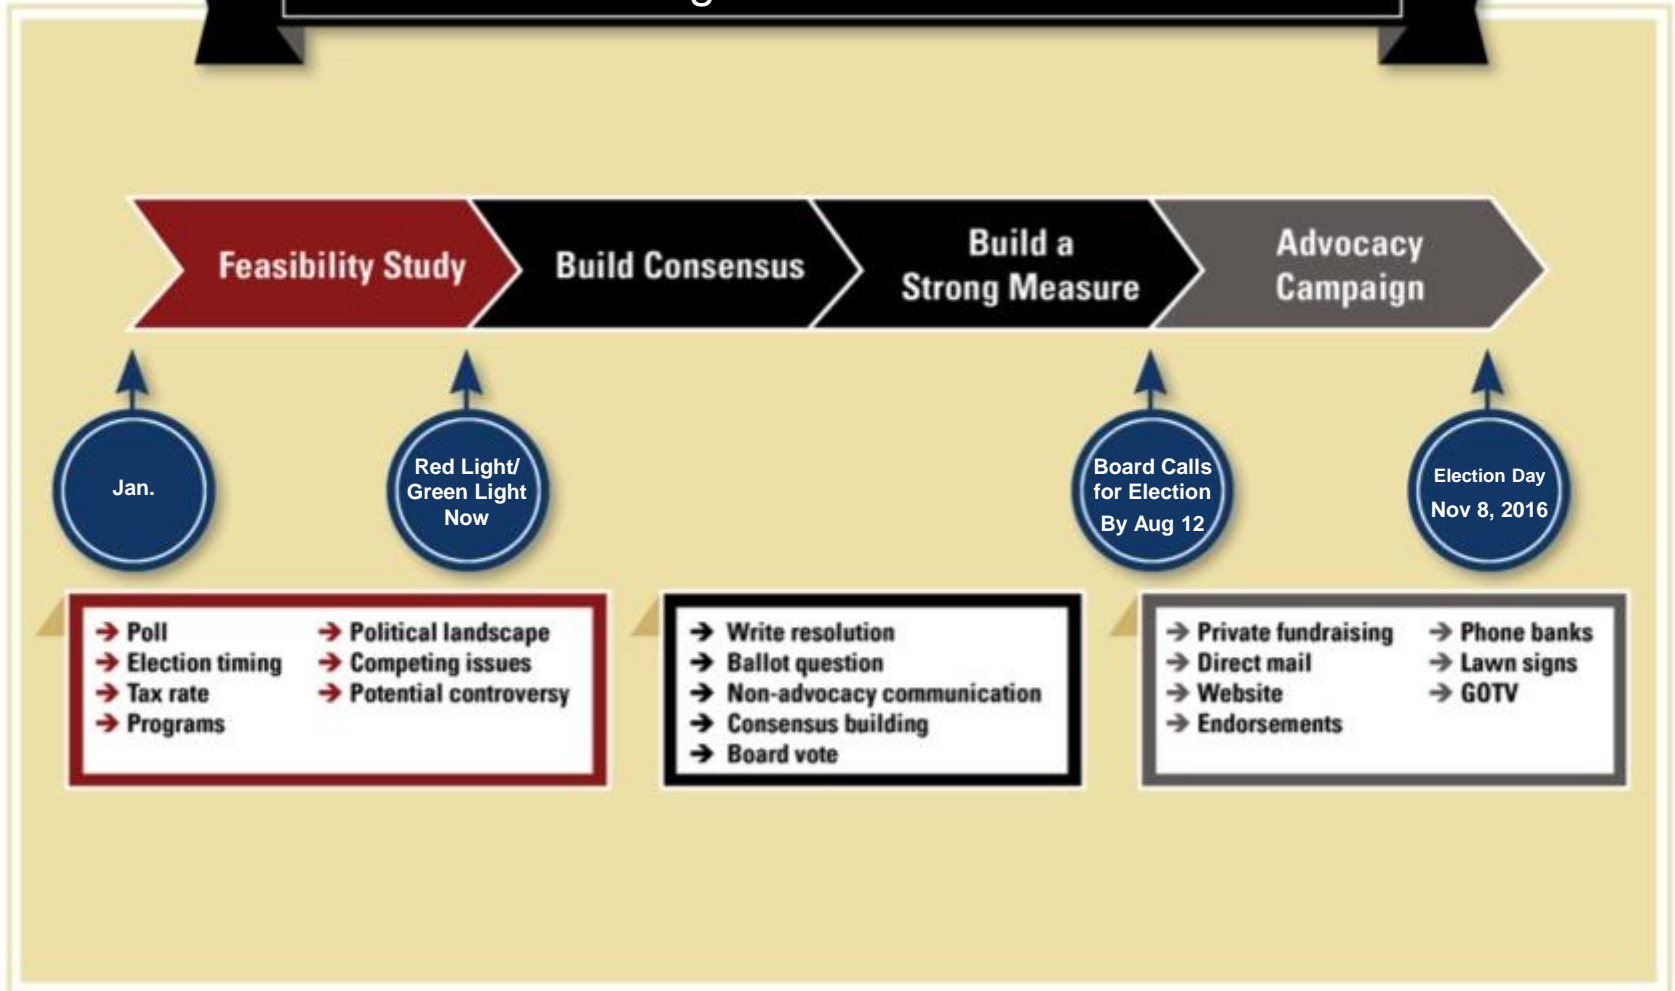 Feasibility Study
Build Consensus
Build a
Strong Measure
Advocacy
Campaign
Jan.
Red Light/
Green Light
Now
Board Calls
for Election
By Aug 12
Election Day
Nov 8, 2016
→ Poll
→ Election timing
→ Tax rate
→ Programs
→ Political landscape
→ Competing issues
→ Potential controversy
→ Write resolution
→ Ballot question
→ Non-advocacy communication
→ Consensus building
→ Board vote
→ Private fundraising
→ Direct mail
→ Website
→ Endorsements
→ Phone banks
→ Lawn signs
→ GOTV